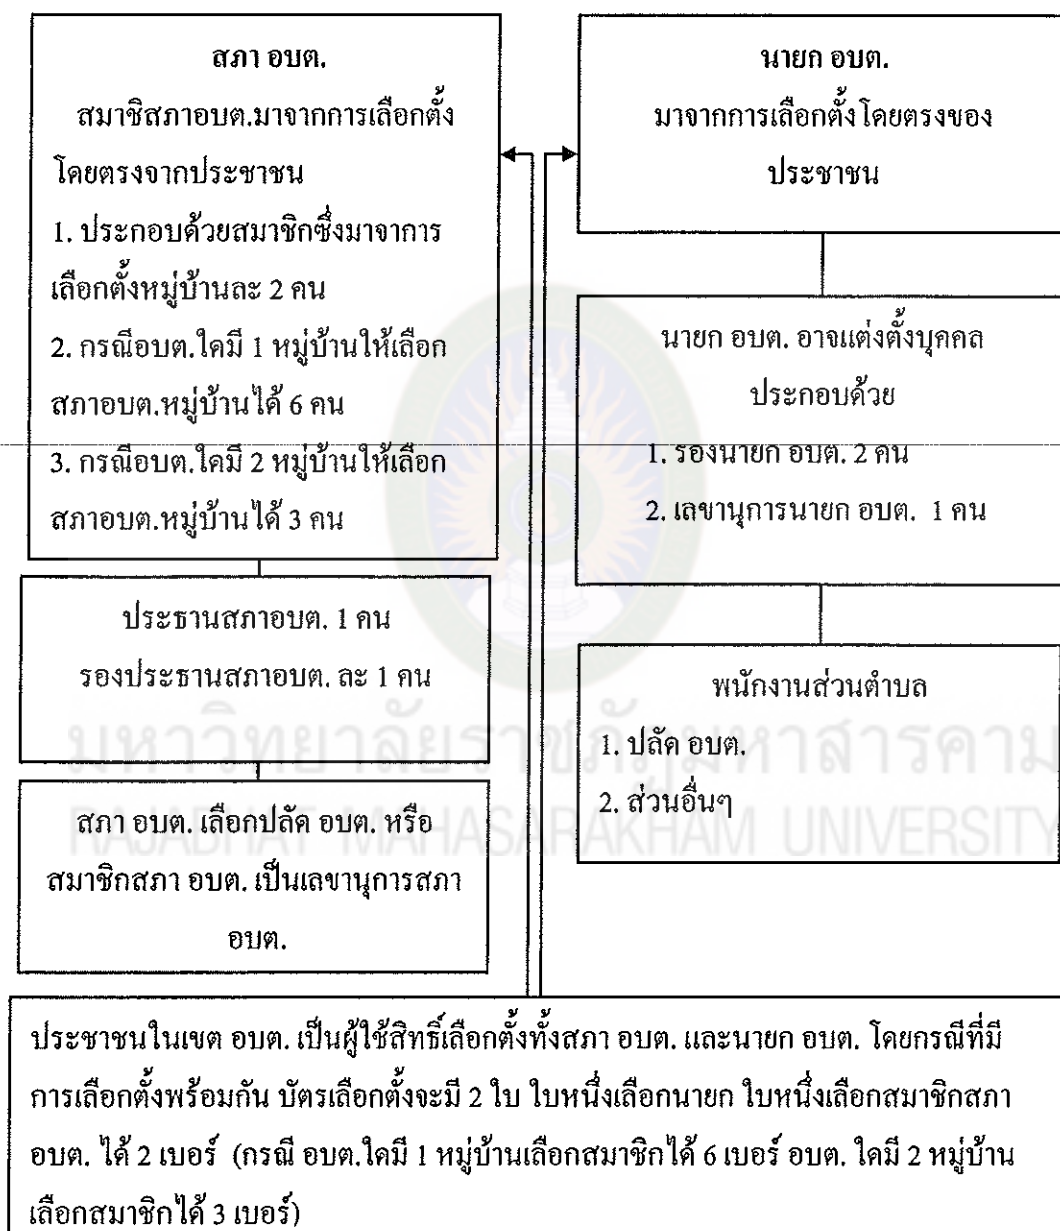 สภา อบต.
สมาชิสภาอบต.มาจากการเลือกตั้ง
โดยตรงจากประชาชน
1. ประกอบด้วยสมาชิกซึ่งมาจาการ
เลือกตั้งหมู่บ้านละ 2 คน
2. กรณีอบต.ใดมี 1 หมู่บ้านให้เลือก
สภาอบต.หมู่บ้านได้ 6 คน
3. กรณีอบต.ใดมี 2 หมู่บ้านให้เลือก
สภาอบต.หมู่บ้านได้ 3 คน
ประธานสภาอบต. 1 คน
รองประธานสภาอบต. ละ 1 คน
สภา อบต. เลือกปลัด อบต. หรือ
สมาชิกสภา อบต. เป็นเลขานุการสภา
อบต.
นายก อบต.
มาจากการเลือกตั้งโดยตรงของ
ประชาชน
นายก อบต. อาจแต่งตั้งบุคคล
ประกอบด้วย
1. รองนายก อบต. 2 คน
2. เลขานุการนายก อบต. 1 คน
พนักงานส่วนตำบล
1. ปลัด อบต.
2. ส่วนอื่นๆ
มหาวิทยาลัยราชภัฏมหาสารคาม
RAJABHAT MAHASARAKHAM UNIVERSITY
ประชาชนในเขต อบต. เป็นผู้ใช้สิทธิ์เลือกตั้งทั้งสภา อบต. และนายก อบต. โดยกรณีที่มี
การเลือกตั้งพร้อมกัน บัตรเลือกตั้งจะมี 2 ใบ ใบหนึ่งเลือกนายก ใบหนึ่งเลือกสมาชิกสภา
อบต. ได้ 2 เบอร์ (กรณี อบต.ใดมี 1 หมู่บ้านเลือกสมาชิกได้ 6 เบอร์ อบต. ใดมี 2 หมู่บ้าน
เลือกสมาชิกได้ 3 เบอร์)